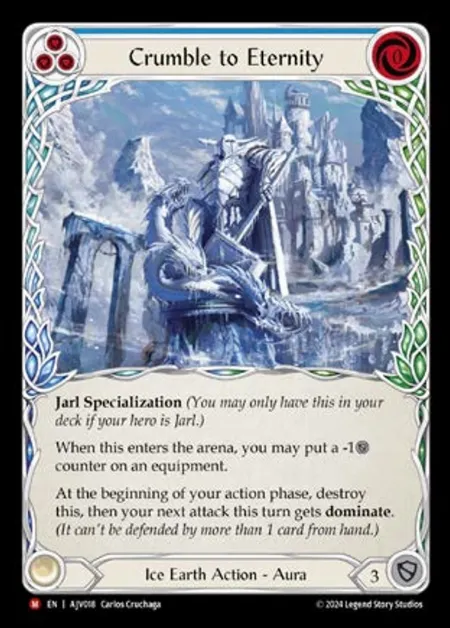 Crumble to Eternity
0
Jarl Specialization (You may only have this in your
deck if your hero is Jarl.)
When this enters the arena, you may put a -1
counter on an equipment.
At the beginning of your action phase, destroy
this, then your next attack this turn gets dominate.
(It can't be defended by more than 1 card from hand.)
Ice Earth Action - Aura
3
M EN | AJV018 Carlos Cruchaga
© 2024 Legend Story Studios